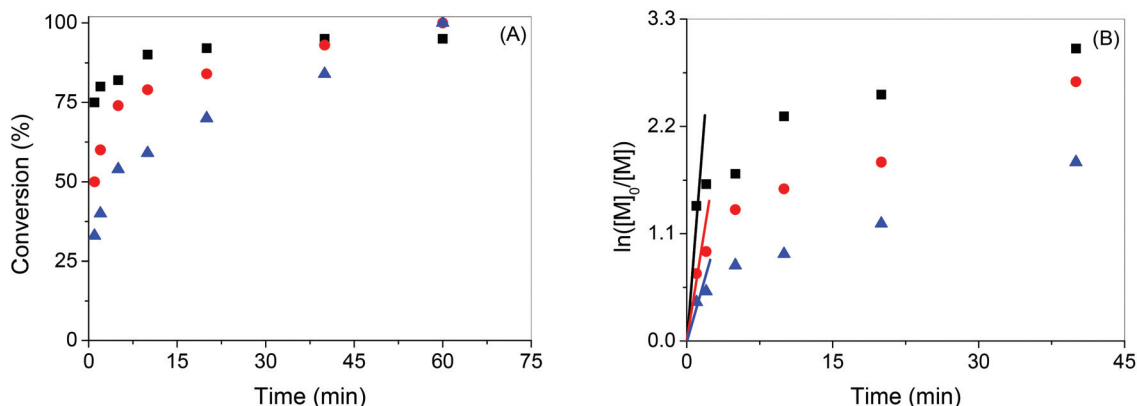 (A)
100
75
50
25
0
Conversion (%)
0 15 30 45 60 75
Time (min)
(B)
3.3
2.2
1.1
0.0
ln([M]₀/[M])
0 15 30 45
Time (min)